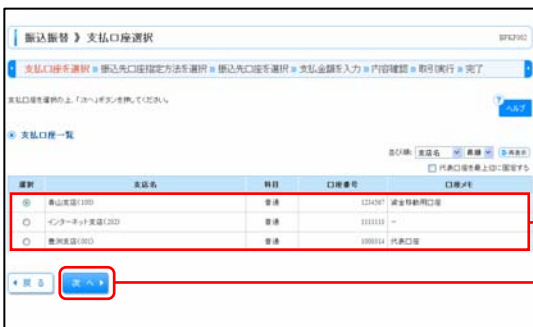 振込振替 》 支払口座選択
BFKF002
支払口座を選択 » 振込先口座指定方法を選択 » 振込先口座を選択 » 支払金額を入力 » 内容確認 » 取引実行 » 完了
支払口座を選択の上、「次へ」ボタンを押してください。
? ヘルプ
支払口座一覧
並び順: 支店名 昇順 再表示
代表口座を最上位に固定する
選択 支店名 科目 口座番号 口座メモ
青山支店(100) 普通 1234567 資金移動用口座
インターネット支店(202) 普通 1111111 -
豊洲支店(001) 普通 1000014 代表口座
戻る 次へ